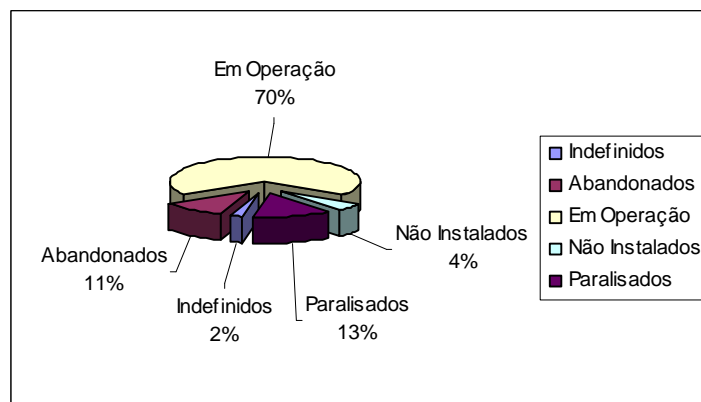 Em Operação
70%
Não Instalados
4%
Abandonados
11%
Indefinidos
2%
Paralisados
13%
Indefinidos
Abandonados
Em Operação
Não Instalados
Paralisados